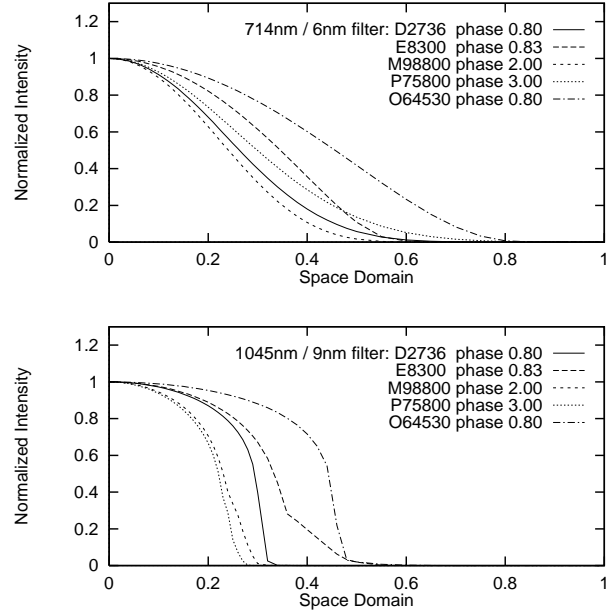 714nm / 6nm filter: D2736  phase 0.80
E8300  phase 0.83
M98800 phase 2.00
P75800 phase 3.00
O64530 phase 0.80
Normalized Intensity
1.2
1
0.8
0.6
0.4
0.2
0
0 0.2 0.4 0.6 0.8 1
Space Domain
1045nm / 9nm filter: D2736  phase 0.80
E8300  phase 0.83
M98800 phase 2.00
P75800 phase 3.00
O64530 phase 0.80
Normalized Intensity
1.2
1
0.8
0.6
0.4
0.2
0
0 0.2 0.4 0.6 0.8 1
Space Domain